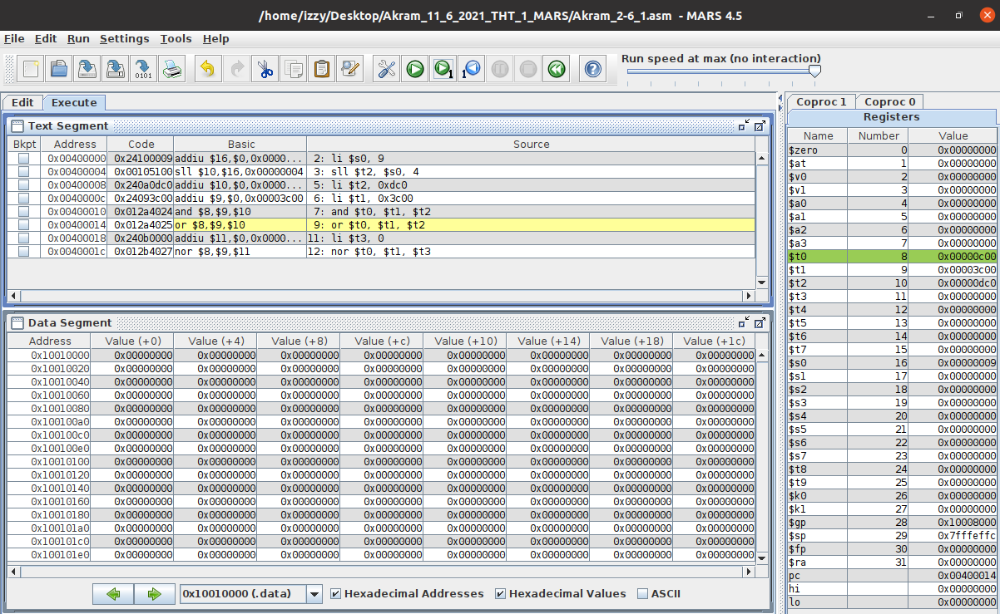 /home/izzy/Desktop/Akram_11_6_2021_THT_1_MARS/Akram_2-6_1.asm - MARS 4.5
File Edit Run Settings Tools Help
0101 1 1
Run speed at max (no interaction)
Edit Execute
Text Segment
Bkpt Address Code Basic Source
0x00400000 0x24100009 addiu $16,$0,0x0000... 2: li $s0, 9
0x00400004 0x00105100 sll $10,$16,0x00000004 3: sll $t2, $s0, 4
0x00400008 0x240a0dc0 addiu $10,$0,0x0000... 5: li $t2, 0xdc0
0x0040000c 0x24093c00 addiu $9,$0,0x00003c00 6: li $t1, 0x3c00
0x00400010 0x012a4024 and $8,$9,$10 7: and $t0, $t1, $t2
0x00400014 0x012a4025 or $8,$9,$10 9: or $t0, $t1, $t2
0x00400018 0x240b0000 addiu $11,$0,0x0000... 11: li $t3, 0
0x0040001c 0x012b4027 nor $8,$9,$11 12: nor $t0, $t1, $t3
Data Segment
Address Value (+0) Value (+4) Value (+8) Value (+c) Value (+10) Value (+14) Value (+18) Value (+1c)
0x10010000 0x00000000 0x00000000 0x00000000 0x00000000 0x00000000 0x00000000 0x00000000 0x00000000
0x10010020 0x00000000 0x00000000 0x00000000 0x00000000 0x00000000 0x00000000 0x00000000 0x00000000
0x10010040 0x00000000 0x00000000 0x00000000 0x00000000 0x00000000 0x00000000 0x00000000 0x00000000
0x10010060 0x00000000 0x00000000 0x00000000 0x00000000 0x00000000 0x00000000 0x00000000 0x00000000
0x10010080 0x00000000 0x00000000 0x00000000 0x00000000 0x00000000 0x00000000 0x00000000 0x00000000
0x100100a0 0x00000000 0x00000000 0x00000000 0x00000000 0x00000000 0x00000000 0x00000000 0x00000000
0x100100c0 0x00000000 0x00000000 0x00000000 0x00000000 0x00000000 0x00000000 0x00000000 0x00000000
0x100100e0 0x00000000 0x00000000 0x00000000 0x00000000 0x00000000 0x00000000 0x00000000 0x00000000
0x10010100 0x00000000 0x00000000 0x00000000 0x00000000 0x00000000 0x00000000 0x00000000 0x00000000
0x10010120 0x00000000 0x00000000 0x00000000 0x00000000 0x00000000 0x00000000 0x00000000 0x00000000
0x10010140 0x00000000 0x00000000 0x00000000 0x00000000 0x00000000 0x00000000 0x00000000 0x00000000
0x10010160 0x00000000 0x00000000 0x00000000 0x00000000 0x00000000 0x00000000 0x00000000 0x00000000
0x10010180 0x00000000 0x00000000 0x00000000 0x00000000 0x00000000 0x00000000 0x00000000 0x00000000
0x100101a0 0x00000000 0x00000000 0x00000000 0x00000000 0x00000000 0x00000000 0x00000000 0x00000000
0x100101c0 0x00000000 0x00000000 0x00000000 0x00000000 0x00000000 0x00000000 0x00000000 0x00000000
0x100101e0 0x00000000 0x00000000 0x00000000 0x00000000 0x00000000 0x00000000 0x00000000 0x00000000
0x10010000 (.data) Hexadecimal Addresses Hexadecimal Values ASCII
Coproc 1 Coproc 0
Registers
Name Number Value
$zero 0 0x00000000
$at 1 0x00000000
$v0 2 0x00000000
$v1 3 0x00000000
$a0 4 0x00000000
$a1 5 0x00000000
$a2 6 0x00000000
$a3 7 0x00000000
$t0 8 0x00000c00
$t1 9 0x00003c00
$t2 10 0x00000dc0
$t3 11 0x00000000
$t4 12 0x00000000
$t5 13 0x00000000
$t6 14 0x00000000
$t7 15 0x00000000
$s0 16 0x00000009
$s1 17 0x00000000
$s2 18 0x00000000
$s3 19 0x00000000
$s4 20 0x00000000
$s5 21 0x00000000
$s6 22 0x00000000
$s7 23 0x00000000
$t8 24 0x00000000
$t9 25 0x00000000
$k0 26 0x00000000
$k1 27 0x00000000
$gp 28 0x10008000
$sp 29 0x7fffeffc
$fp 30 0x00000000
$ra 31 0x00000000
pc 0x00400014
hi 0x00000000
lo 0x00000000